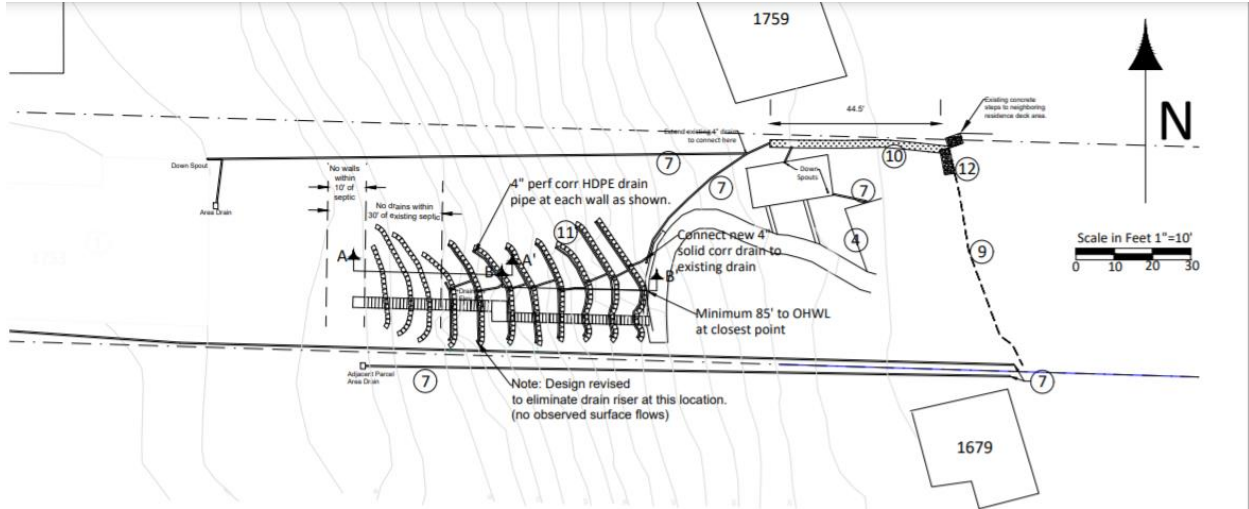 1759
44.5'
Existing concrete
steps to neighboring
residence deck area.
N
Extend existing 4" drain
to connect here
10
12
Down Spout
7
7
Down
Spouts
7
No walls
within
10' of
septic
4" perf corr HDPE drain
pipe at each wall as shown.
Area Drain
No drains within
30' of existing septic
11
Connect new 4"
solid corr drain to
existing drain
4
9
Scale in Feet 1"=10'
0 10 20 30
A
A'
B
B'
Minimum 85' to OHWL
at closest point
Adjacent Parcel
Area Drain
7
7
Note: Design revised
to eliminate drain riser at this location.
(no observed surface flows)
1679